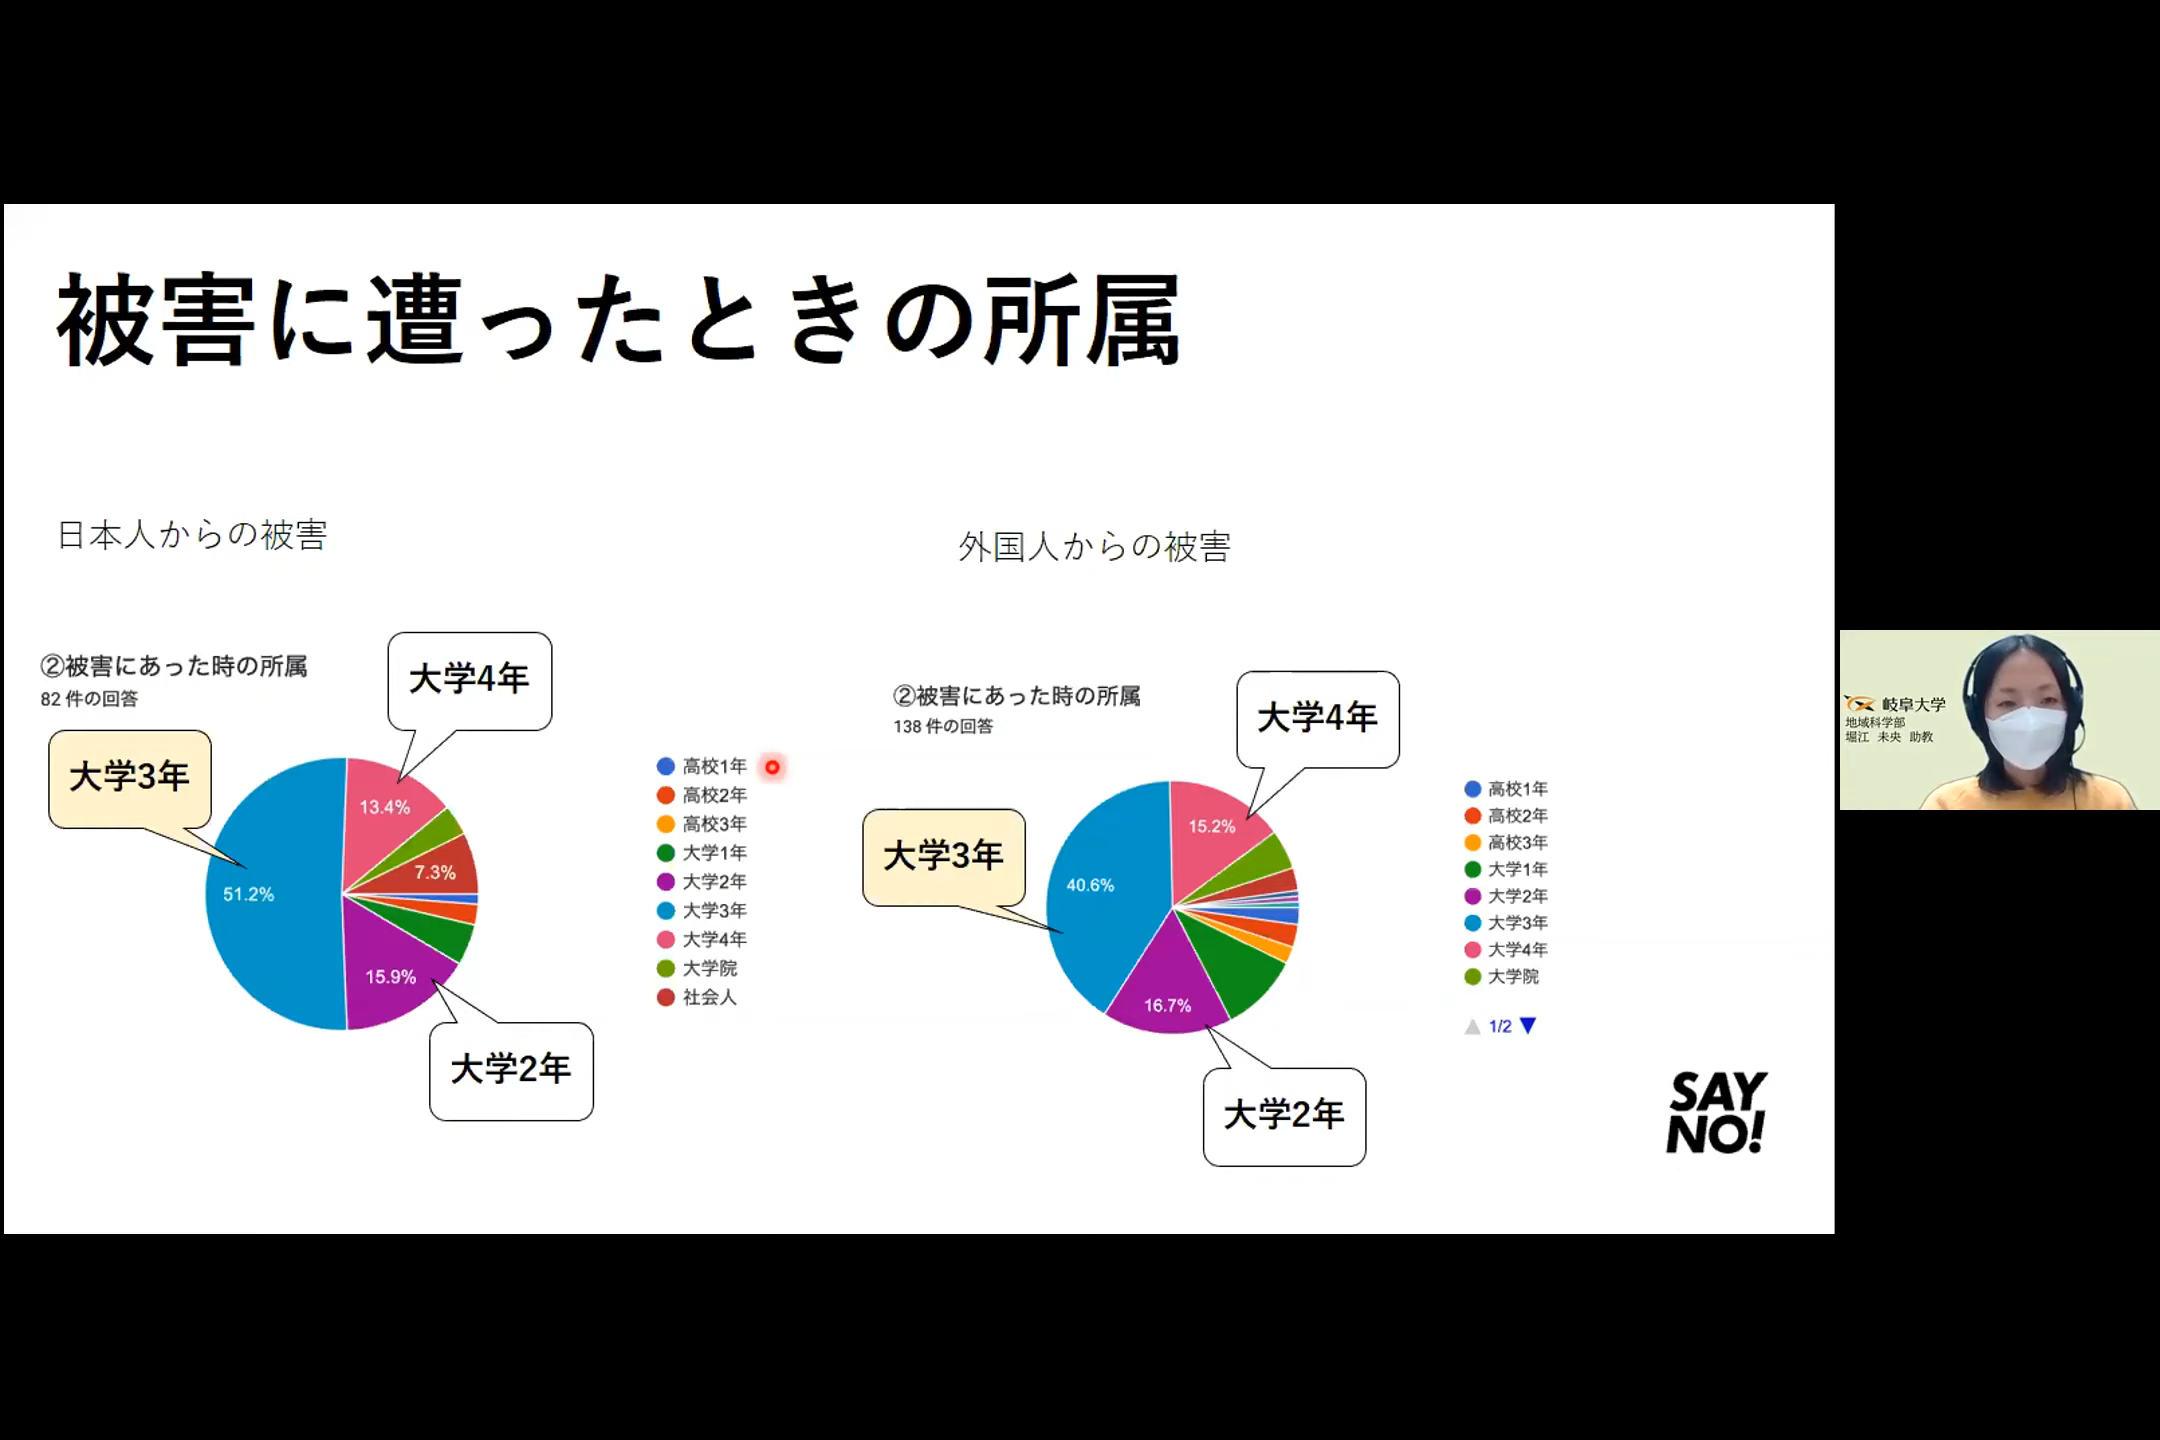 被害に遭ったときの所属
日本人からの被害
②被害にあった時の所属
82 件の回答
大学4年
大学3年
13.4%
7.3%
51.2%
15.9%
大学2年
高校1年
高校2年
高校3年
大学1年
大学2年
大学3年
大学4年
大学院
社会人
外国人からの被害
②被害にあった時の所属
138 件の回答
大学4年
大学3年
15.2%
40.6%
16.7%
大学2年
高校1年
高校2年
高校3年
大学1年
大学2年
大学3年
大学4年
大学院
1/2
SAY
NO!
岐阜大学
地域科学部
堀江 未央 助教